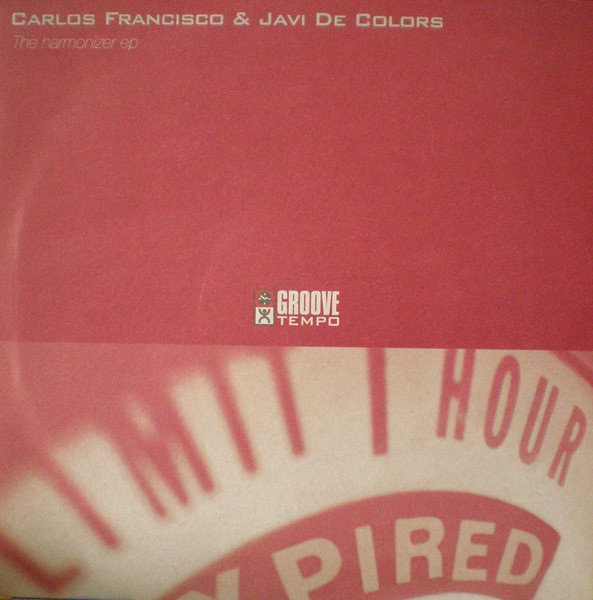 CARLOS FRANCISCO & JAVI DE COLORS
The harmonizer ep
GROOVE
TEMPO
LIMIT 1 HOUR
XPIRED